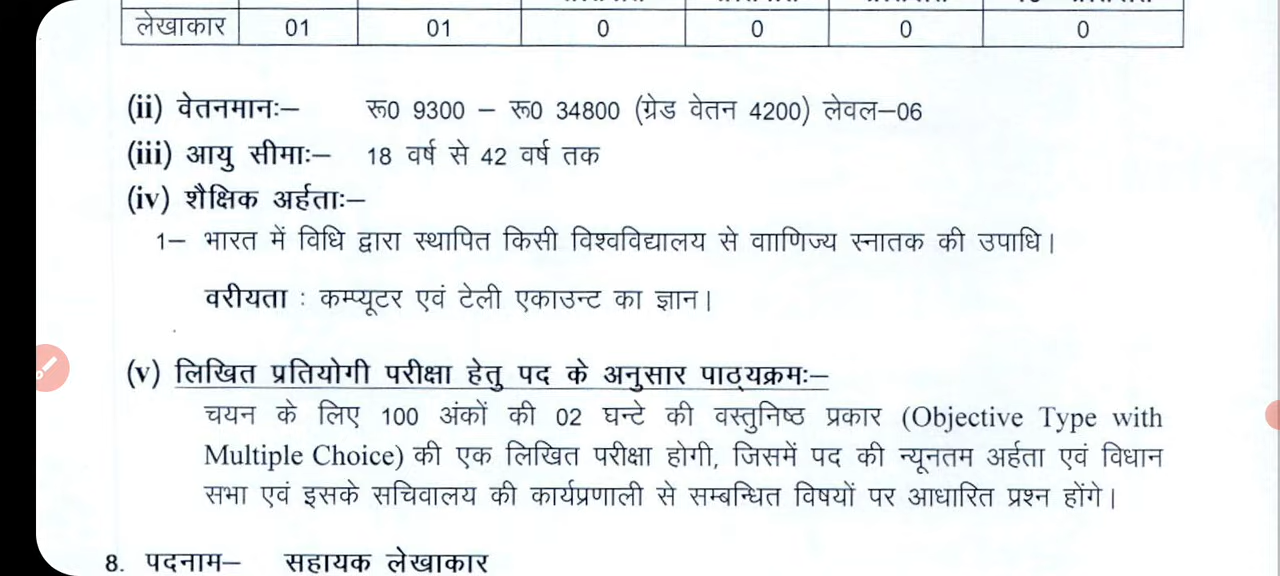 लेखाकार 01 01 0 0 0 0
(ii) वेतनमानः– रू0 9300 – रू0 34800 (ग्रेड वेतन 4200) लेवल–06
(iii) आयु सीमाः– 18 वर्ष से 42 वर्ष तक
(iv) शैक्षिक अर्हताः–
1– भारत में विधि द्वारा स्थापित किसी विश्वविद्यालय से वााणिज्य स्नातक की उपाधि।
वरीयता : कम्प्यूटर एवं टेली एकाउन्ट का ज्ञान।
(v) लिखित प्रतियोगी परीक्षा हेतु पद के अनुसार पाठ्यक्रमः–
चयन के लिए 100 अंकों की 02 घन्टे की वस्तुनिष्ठ प्रकार (Objective Type with
Multiple Choice) की एक लिखित परीक्षा होगी, जिसमें पद की न्यूनतम अर्हता एवं विधान
सभा एवं इसके सचिवालय की कार्यप्रणाली से सम्बन्धित विषयों पर आधारित प्रश्न होंगे।
8. पदनाम– सहायक लेखाकार